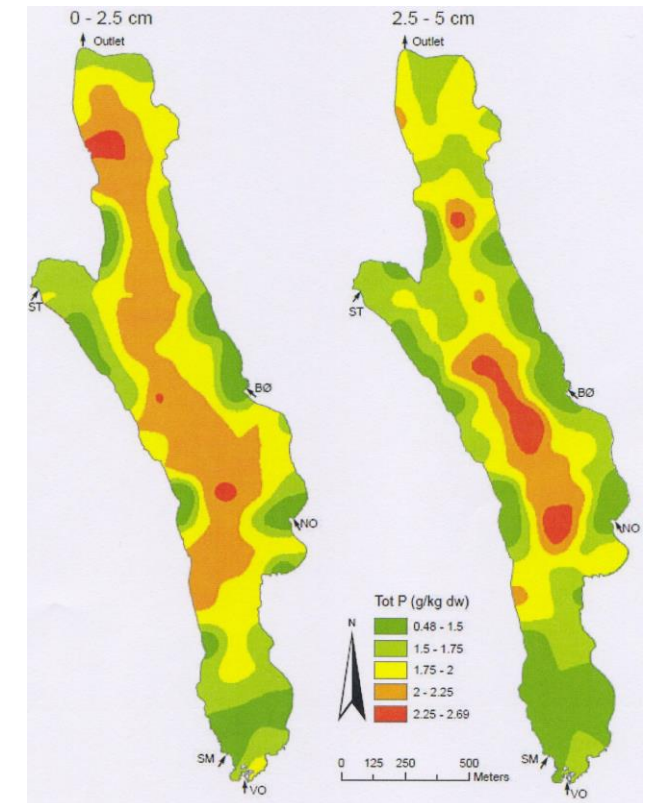 0 - 2.5 cm
2.5 - 5 cm
Outlet
Outlet
ST
ST
BØ
BØ
NO
NO
Tot P (g/kg dw)
N
0.48 - 1.5
1.5 - 1.75
1.75 - 2
2 - 2.25
2.25 - 2.69
SM
SM
0 125 250 500
Meters
VO
VO